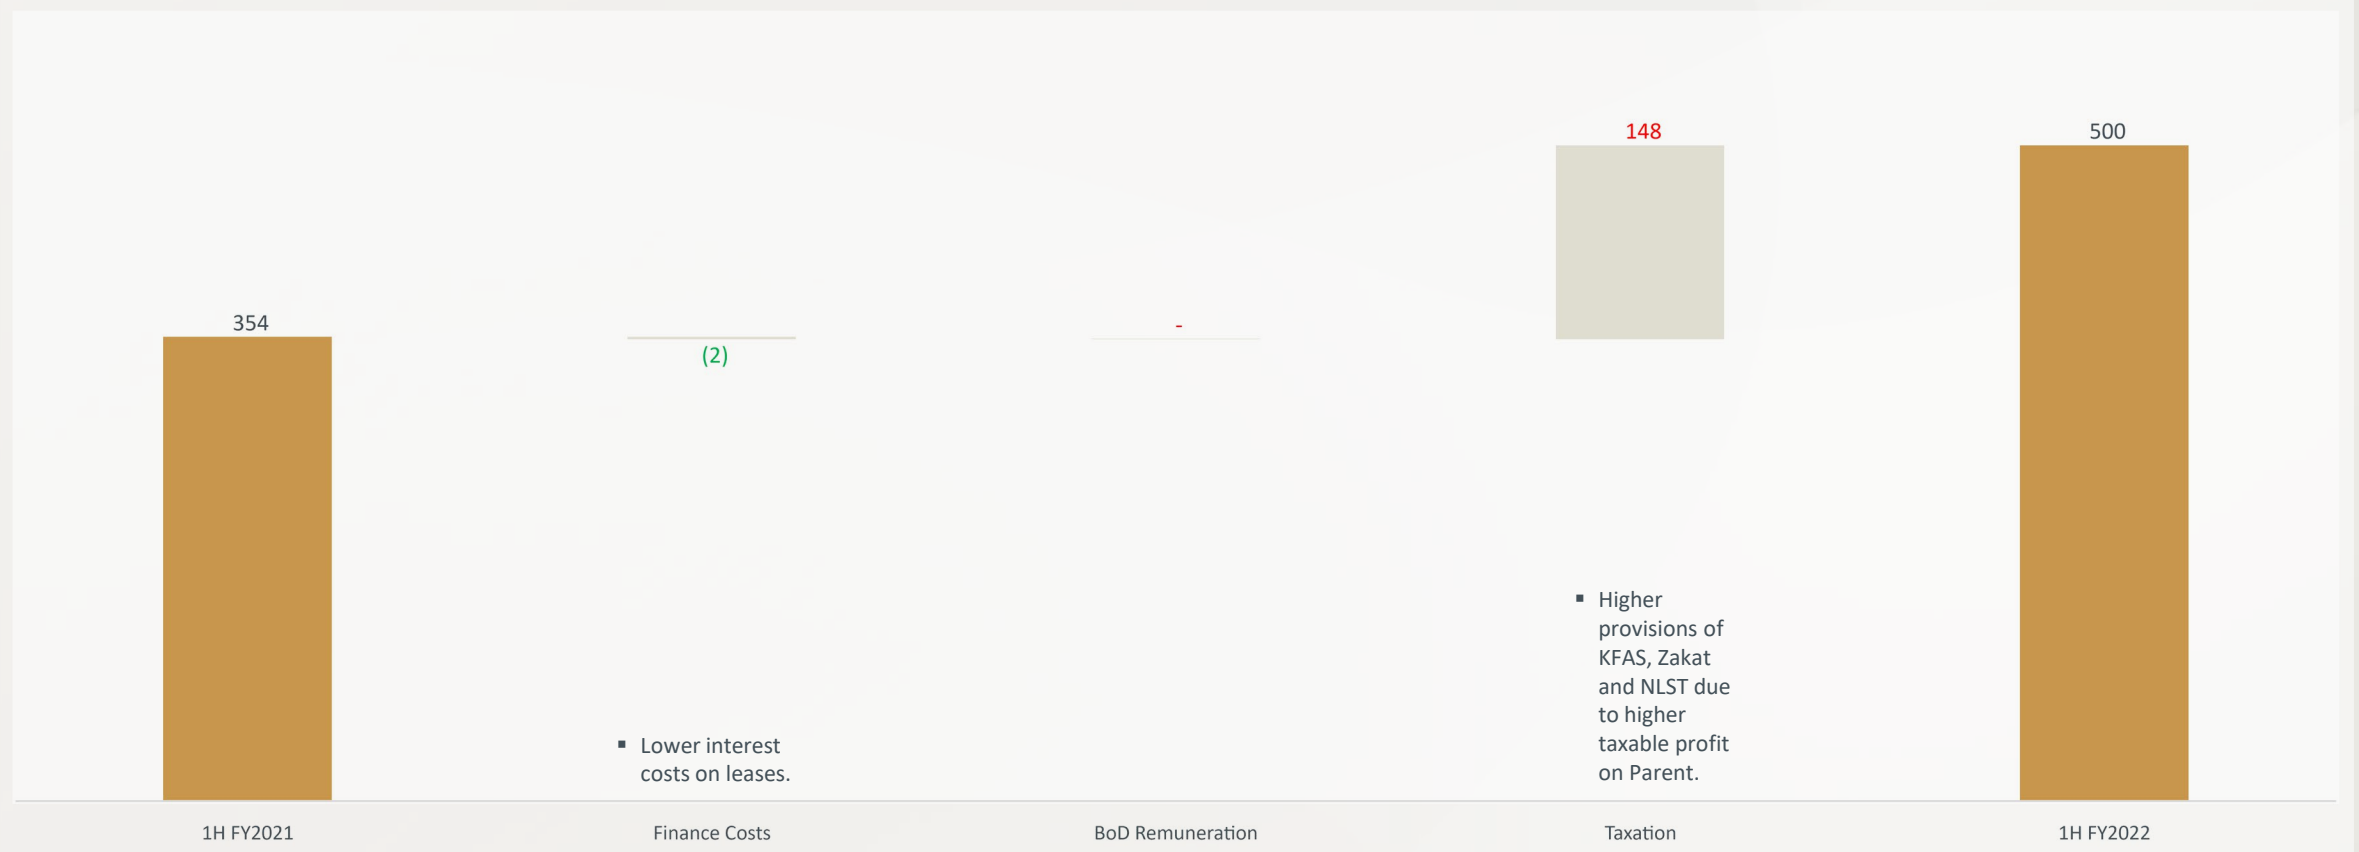 148
500
354
-
(2)
▪ Higher
provisions of
KFAS, Zakat
and NLST due
to higher
taxable profit
on Parent.
▪ Lower interest
costs on leases.
1H FY2021
Finance Costs
BoD Remuneration
Taxation
1H FY2022